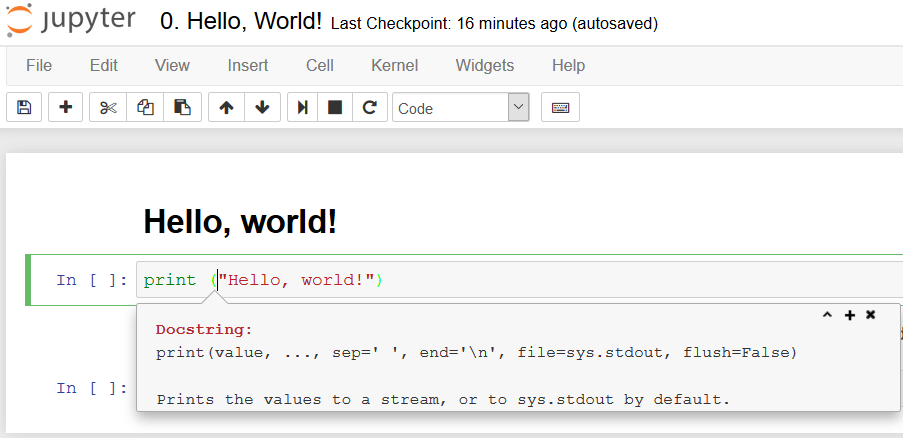 jupyter 0. Hello, World! Last Checkpoint: 16 minutes ago (autosaved)
File Edit View Insert Cell Kernel Widgets Help
Code
Hello, world!
In [ ]: print ("Hello, world!")
Docstring:
print(value, ..., sep=' ', end='\n', file=sys.stdout, flush=False)
In [ ]:
Prints the values to a stream, or to sys.stdout by default.